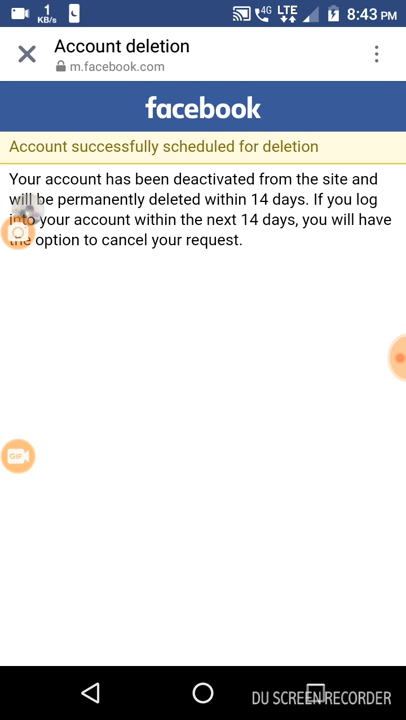 1
KB/s
4G
LTE
8:43 PM
Account deletion
m.facebook.com
facebook
Account successfully scheduled for deletion
Your account has been deactivated from the site and
will be permanently deleted within 14 days. If you log
into your account within the next 14 days, you will have
the option to cancel your request.
GIF
DU SCREEN RECORDER